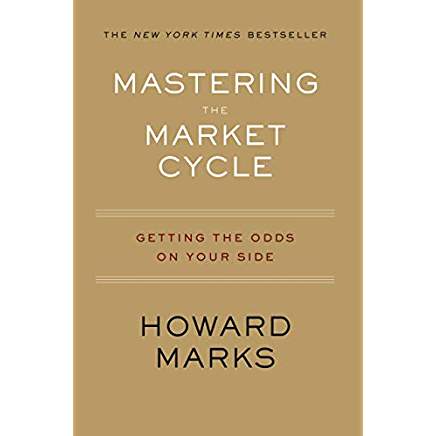 THE NEW YORK TIMES BESTSELLER
MASTERING
THE
MARKET
CYCLE
GETTING THE ODDS
ON YOUR SIDE
HOWARD
MARKS